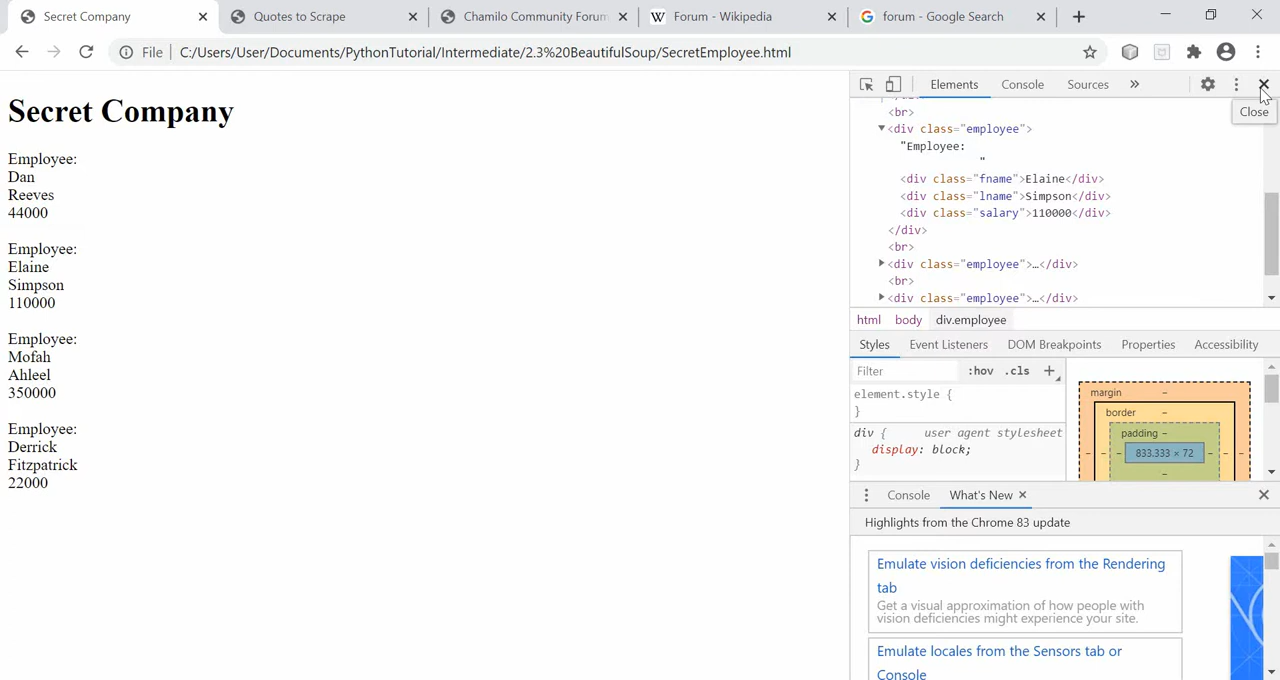 Secret Company
Quotes to Scrape
Chamilo Community Forum
Forum - Wikipedia
forum - Google Search
File
C:/Users/User/Documents/PythonTutorial/Intermediate/2.3%20BeautifulSoup/SecretEmployee.html
Secret Company
Employee:
Dan
Reeves
44000
Employee:
Elaine
Simpson
110000
Employee:
Mofah
Ahleel
350000
Employee:
Derrick
Fitzpatrick
22000
Elements
Console
Sources
»
Close
<br>
<div class="employee">
"Employee:
"
<div class="fname">Elaine</div>
<div class="lname">Simpson</div>
<div class="salary">110000</div>
</div>
<br>
<div class="employee">…</div>
<br>
<div class="employee">…</div>
html
body
div.employee
Styles
Event Listeners
DOM Breakpoints
Properties
Accessibility
Filter
:hov
.cls
+
element.style {
}
div {
user agent stylesheet
display: block;
}
margin
–
border
–
padding –
– – – 833.333 × 72 – – –
–
Console
What's New
Highlights from the Chrome 83 update
Emulate vision deficiencies from the Rendering
tab
Get a visual approximation of how people with
vision deficiencies might experience your site.
Emulate locales from the Sensors tab or
Console